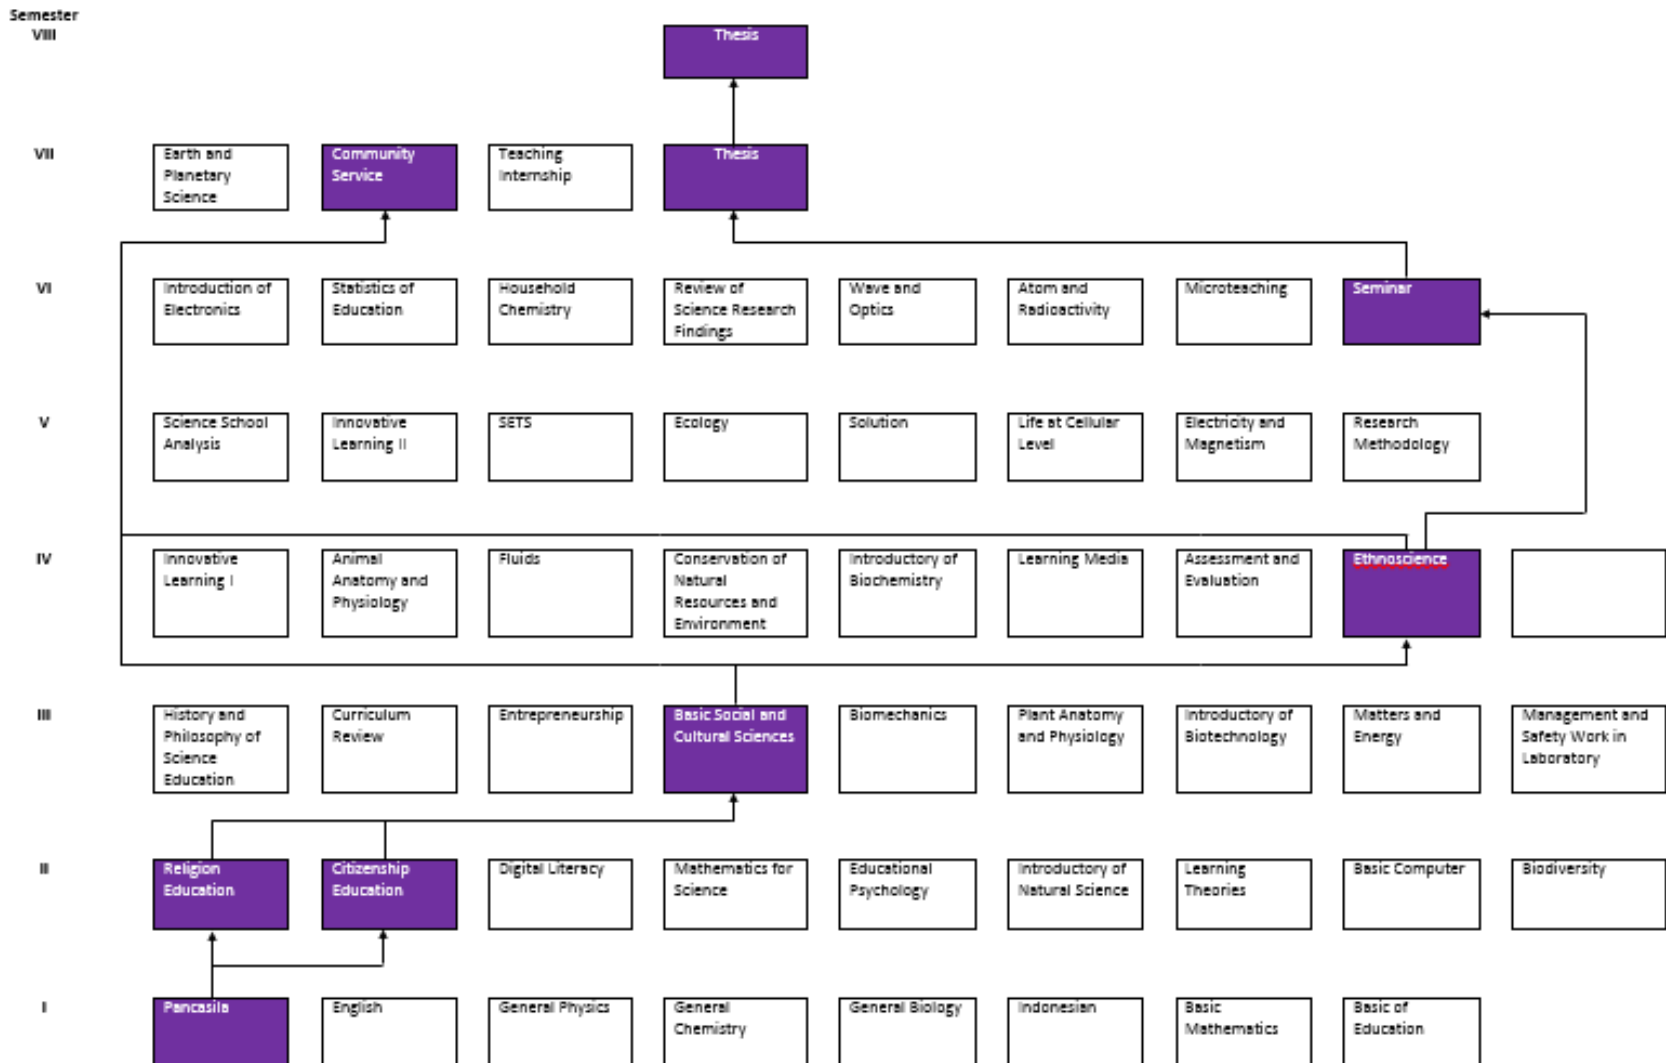 Semester
VIII
Thesis
VII
Earth and
Planetary
Science
Community
Service
Teaching
Internship
Thesis
VI
Introduction of
Electronics
Statistics of
Education
Household
Chemistry
Review of
Science Research
Findings
Wave and
Optics
Atom and
Radioactivity
Microteaching
Seminar
V
Science School
Analysis
Innovative
Learning II
SETS
Ecology
Solution
Life at Cellular
Level
Electricity and
Magnetism
Research
Methodology
IV
Innovative
Learning I
Animal
Anatomy and
Physiology
Fluids
Conservation of
Natural
Resources and
Environment
Introductory of
Biochemistry
Learning Media
Assessment and
Evaluation
Ethnoscience
III
History and
Philosophy of
Science
Education
Curriculum
Review
Entrepreneurship
Basic Social and
Cultural Sciences
Biomechanics
Plant Anatomy
and Physiology
Introductory of
Biotechnology
Matters and
Energy
Management and
Safety Work in
Laboratory
II
Religion
Education
Citizenship
Education
Digital Literacy
Mathematics for
Science
Educational
Psychology
Introductory of
Natural Science
Learning
Theories
Basic Computer
Biodiversity
I
Pancasila
English
General Physics
General
Chemistry
General Biology
Indonesian
Basic
Mathematics
Basic of
Education